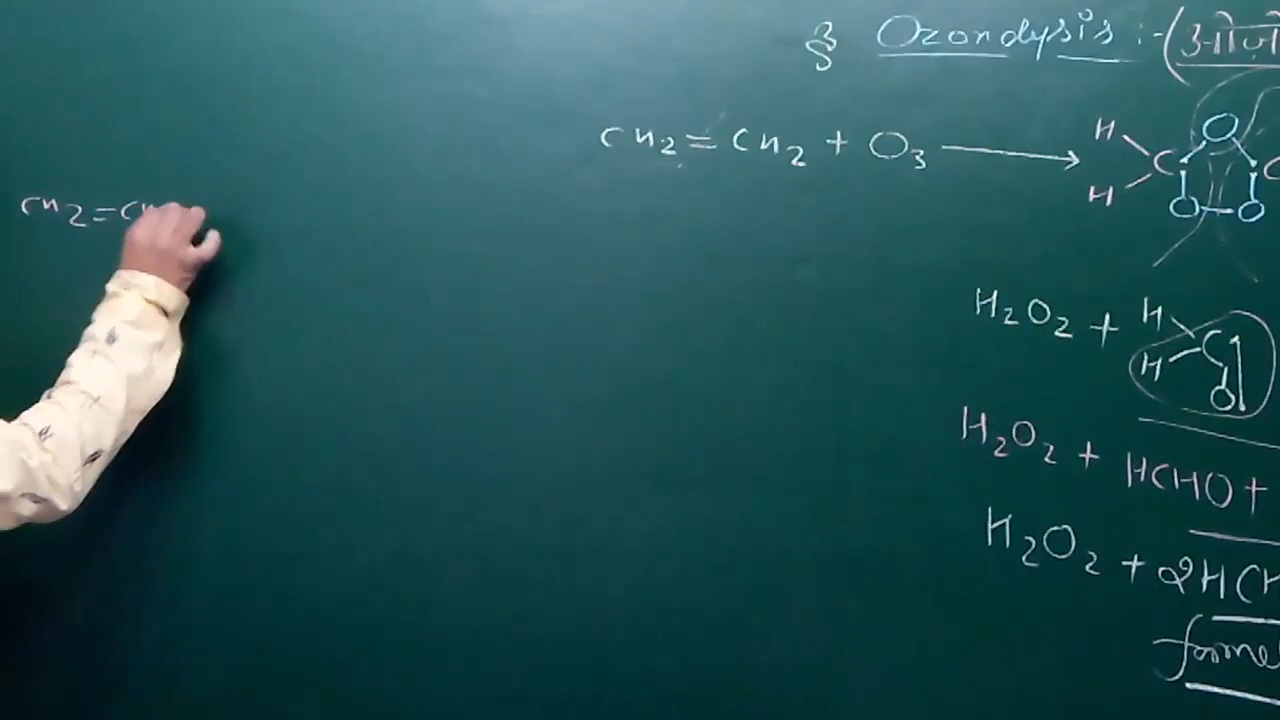 § Ozonolysis :- (ओजो
CH2 = CH2 + O3 →
H C O C
H O O
CH2=CH
H2O2 + H C
H O
H2O2 + HCHO +
H2O2 + 2HCH
forme